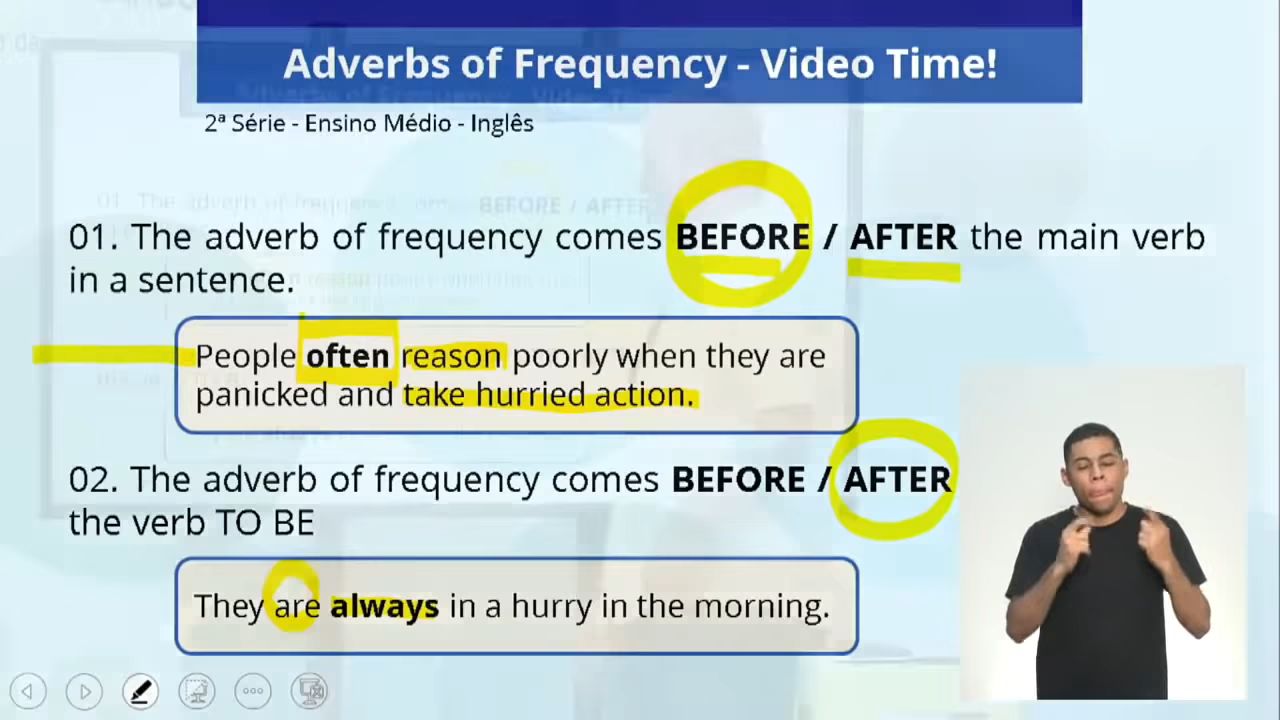 Adverbs of Frequency - Video Time!
2ª Série - Ensino Médio - Inglês
01. The adverb of frequency comes BEFORE / AFTER the main verb
in a sentence.
People often reason poorly when they are
panicked and take hurried action.
02. The adverb of frequency comes BEFORE / AFTER
the verb TO BE
They are always in a hurry in the morning.